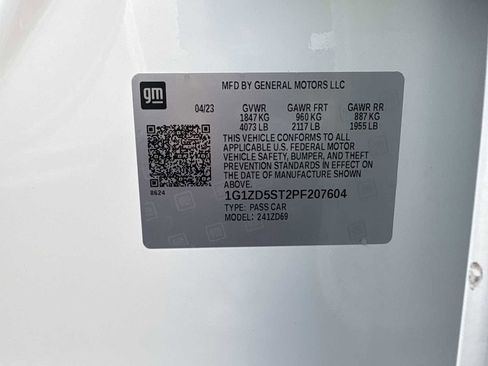 gm
MFD BY GENERAL MOTORS LLC
04/23 GVWR GAWR FRT GAWR RR
1847 KG 960 KG 887 KG
4073 LB 2117 LB 1955 LB
THIS VEHICLE CONFORMS TO ALL
APPLICABLE U.S. FEDERAL MOTOR
VEHICLE SAFETY, BUMPER, AND THEFT
PREVENTION STANDARDS IN EFFECT ON
THE DATE OF MANUFACTURE SHOWN
ABOVE.
8624
1G1ZD5ST2PF207604
TYPE: PASS CAR
MODEL: 241ZD69